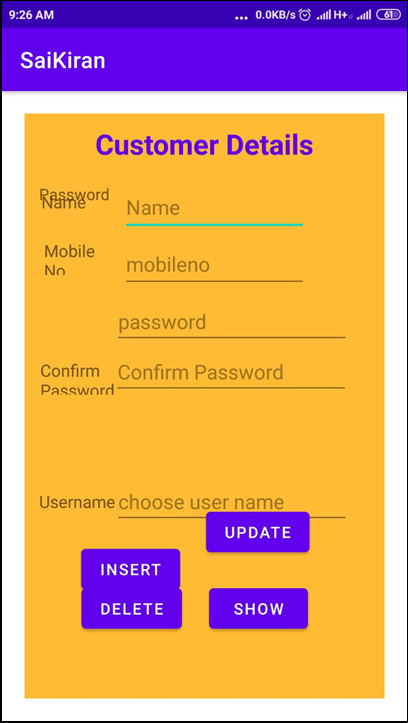 9:26 AM ... 0.0KB/s H+ 61
SaiKiran
Customer Details
Password
Name Name
Mobile
No mobileno
password
Confirm
Password Confirm Password
Username choose user name
UPDATE
INSERT
DELETE SHOW